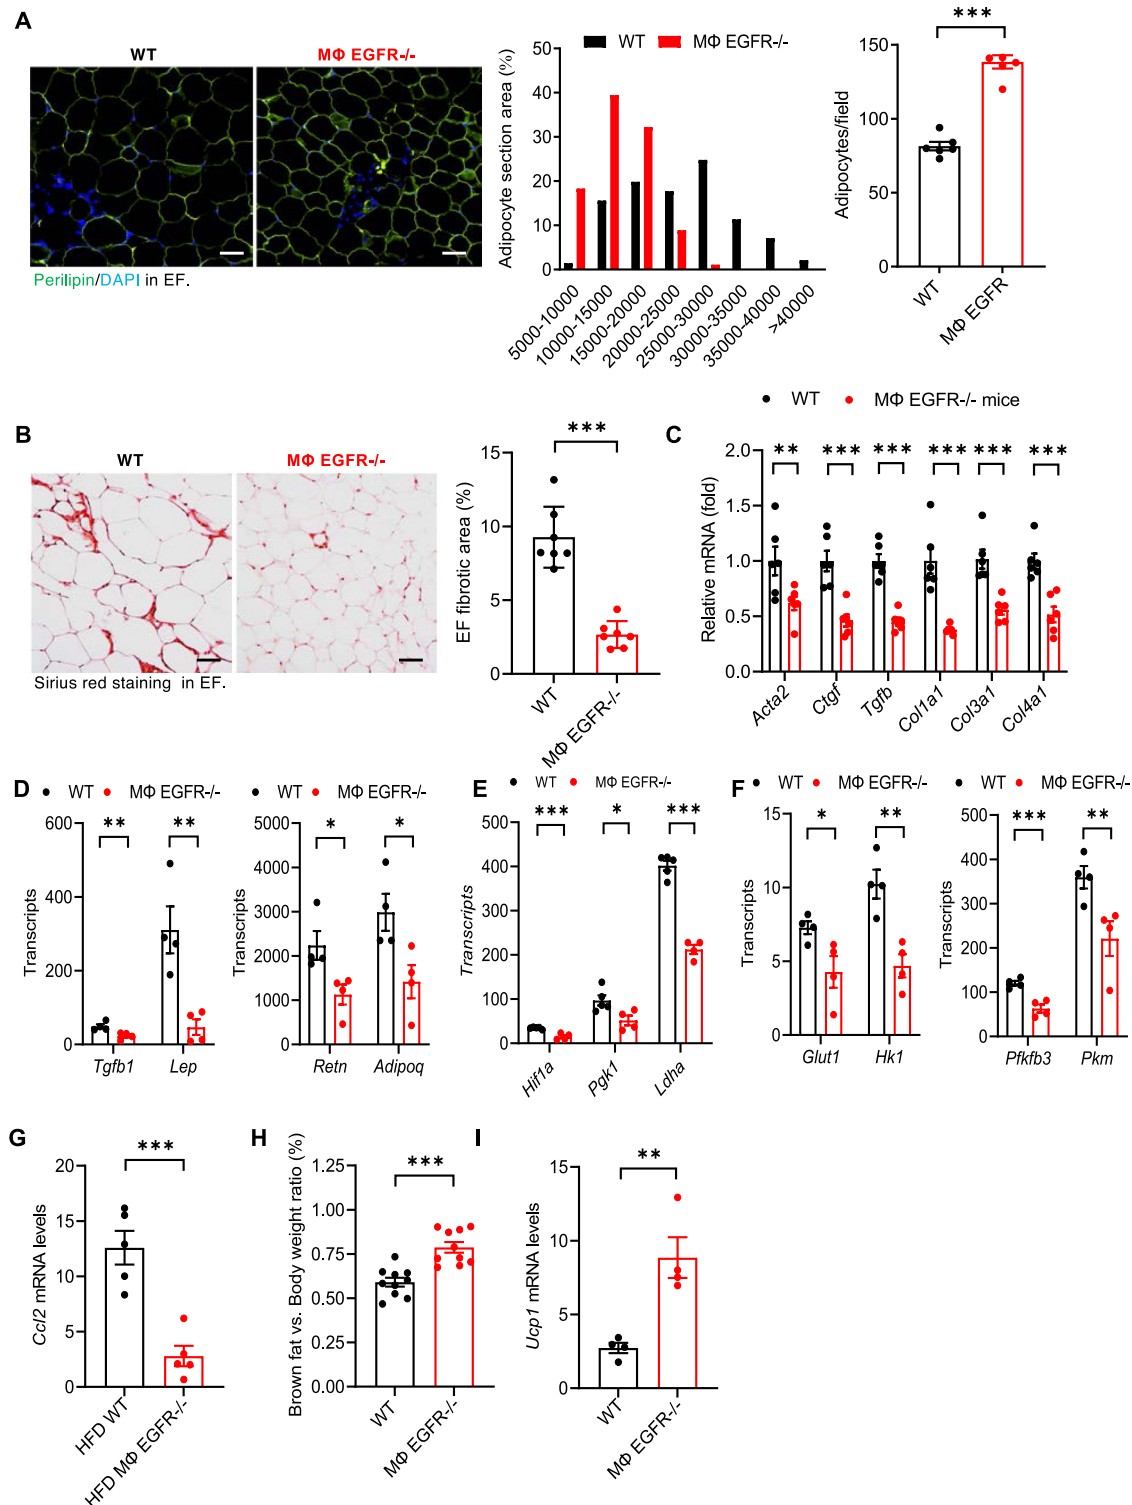 A
WT
MΦ EGFR-/-
Perilipin/DAPI in EF.
WT
MΦ EGFR-/-
Adipocyte section area (%)
50
40
30
20
10
0
5000-10000
10000-15000
15000-20000
20000-25000
25000-30000
30000-35000
35000-40000
>40000
***
Adipocytes/field
150
100
50
0
WT
MΦ EGFR
B
WT
MΦ EGFR-/-
Sirius red staining in EF.
***
EF fibrotic area (%)
15
10
5
0
WT
MΦ EGFR-/-
WT
MΦ EGFR-/- mice
C
Relative mRNA (fold)
2.0
1.5
1.0
0.5
0.0
** *** *** *** *** ***
Acta2
Ctgf
Tgfb
Col1a1
Col3a1
Col4a1
D
WT
MΦ EGFR-/-
Transcripts
600
400
200
0
** **
Tgfb1
Lep
WT
MΦ EGFR-/-
Transcripts
5000
4000
3000
2000
1000
0
* *
Retn
Adipoq
E
WT
MΦ EGFR-/-
Transcripts
500
400
300
200
100
0
*** * ***
Hif1a
Pgk1
Ldha
F
WT
MΦ EGFR-/-
Transcripts
15
10
5
0
* **
Glut1
Hk1
WT
MΦ EGFR-/-
Transcripts
500
400
300
200
100
0
*** **
Pfkfb3
Pkm
G
***
Ccl2 mRNA levels
20
15
10
5
0
HFD WT
HFD MΦ EGFR-/-
H
***
Brown fat vs. Body weight ratio (%)
1.25
1.00
0.75
0.50
0.25
0.00
WT
MΦ EGFR-/-
I
**
Ucp1 mRNA levels
15
10
5
0
WT
MΦ EGFR-/-